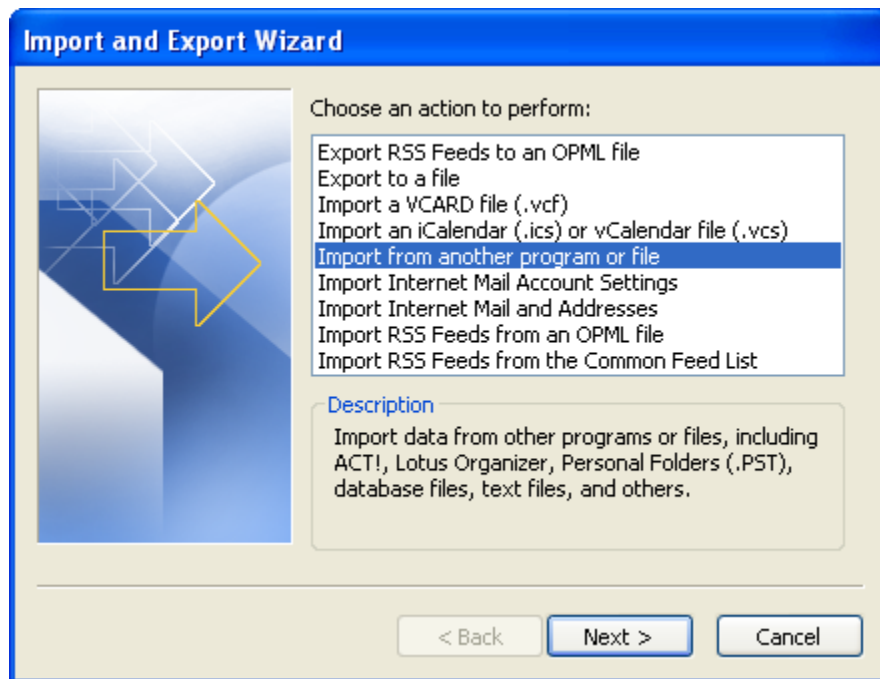 Import and Export Wizard
Choose an action to perform:
Export RSS Feeds to an OPML file
Export to a file
Import a VCARD file (.vcf)
Import an iCalendar (.ics) or vCalendar file (.vcs)
Import from another program or file
Import Internet Mail Account Settings
Import Internet Mail and Addresses
Import RSS Feeds from an OPML file
Import RSS Feeds from the Common Feed List
Description
Import data from other programs or files, including
ACT!, Lotus Organizer, Personal Folders (.PST),
database files, text files, and others.
< Back Next > Cancel